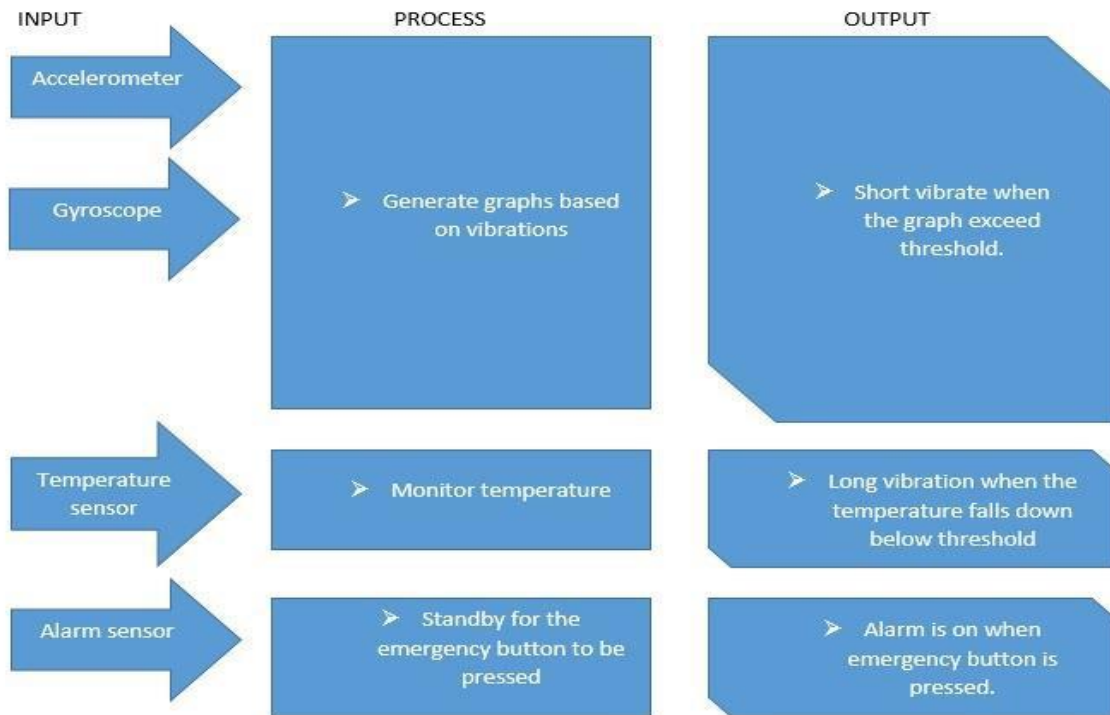 INPUT
PROCESS
OUTPUT
Accelerometer
Gyroscope
➢ Generate graphs based
on vibrations
➢ Short vibrate when
the graph exceed
threshold.
Temperature
sensor
➢ Monitor temperature
➢ Long vibration when the
temperature falls down
below threshold
Alarm sensor
➢ Standby for the
emergency button to be
pressed
➢ Alarm is on when
emergency button is
pressed.